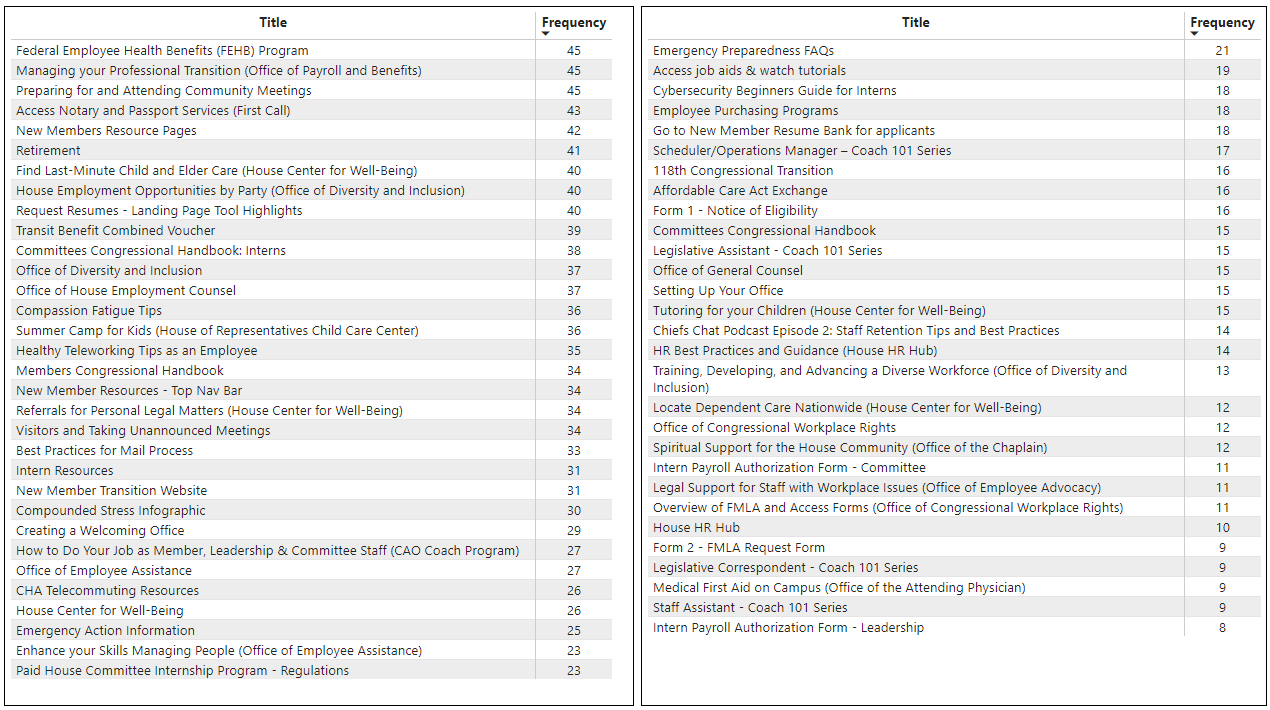 Title Frequency
Federal Employee Health Benefits (FEHB) Program 45
Managing your Professional Transition (Office of Payroll and Benefits) 45
Preparing for and Attending Community Meetings 45
Access Notary and Passport Services (First Call) 43
New Members Resource Pages 42
Retirement 41
Find Last-Minute Child and Elder Care (House Center for Well-Being) 40
House Employment Opportunities by Party (Office of Diversity and Inclusion) 40
Request Resumes - Landing Page Tool Highlights 40
Transit Benefit Combined Voucher 39
Committees Congressional Handbook: Interns 38
Office of Diversity and Inclusion 37
Office of House Employment Counsel 37
Compassion Fatigue Tips 36
Summer Camp for Kids (House of Representatives Child Care Center) 36
Healthy Teleworking Tips as an Employee 35
Members Congressional Handbook 34
New Member Resources - Top Nav Bar 34
Referrals for Personal Legal Matters (House Center for Well-Being) 34
Visitors and Taking Unannounced Meetings 34
Best Practices for Mail Process 33
Intern Resources 31
New Member Transition Website 31
Compounded Stress Infographic 30
Creating a Welcoming Office 29
How to Do Your Job as Member, Leadership & Committee Staff (CAO Coach Program) 27
Office of Employee Assistance 27
CHA Telecommuting Resources 26
House Center for Well-Being 26
Emergency Action Information 25
Enhance your Skills Managing People (Office of Employee Assistance) 23
Paid House Committee Internship Program - Regulations 23
Title Frequency
Emergency Preparedness FAQs 21
Access job aids & watch tutorials 19
Cybersecurity Beginners Guide for Interns 18
Employee Purchasing Programs 18
Go to New Member Resume Bank for applicants 18
Scheduler/Operations Manager – Coach 101 Series 17
118th Congressional Transition 16
Affordable Care Act Exchange 16
Form 1 - Notice of Eligibility 16
Committees Congressional Handbook 15
Legislative Assistant - Coach 101 Series 15
Office of General Counsel 15
Setting Up Your Office 15
Tutoring for your Children (House Center for Well-Being) 15
Chiefs Chat Podcast Episode 2: Staff Retention Tips and Best Practices 14
HR Best Practices and Guidance (House HR Hub) 14
Training, Developing, and Advancing a Diverse Workforce (Office of Diversity and 13
Inclusion)
Locate Dependent Care Nationwide (House Center for Well-Being) 12
Office of Congressional Workplace Rights 12
Spiritual Support for the House Community (Office of the Chaplain) 12
Intern Payroll Authorization Form - Committee 11
Legal Support for Staff with Workplace Issues (Office of Employee Advocacy) 11
Overview of FMLA and Access Forms (Office of Congressional Workplace Rights) 11
House HR Hub 10
Form 2 - FMLA Request Form 9
Legislative Correspondent - Coach 101 Series 9
Medical First Aid on Campus (Office of the Attending Physician) 9
Staff Assistant - Coach 101 Series 9
Intern Payroll Authorization Form - Leadership 8